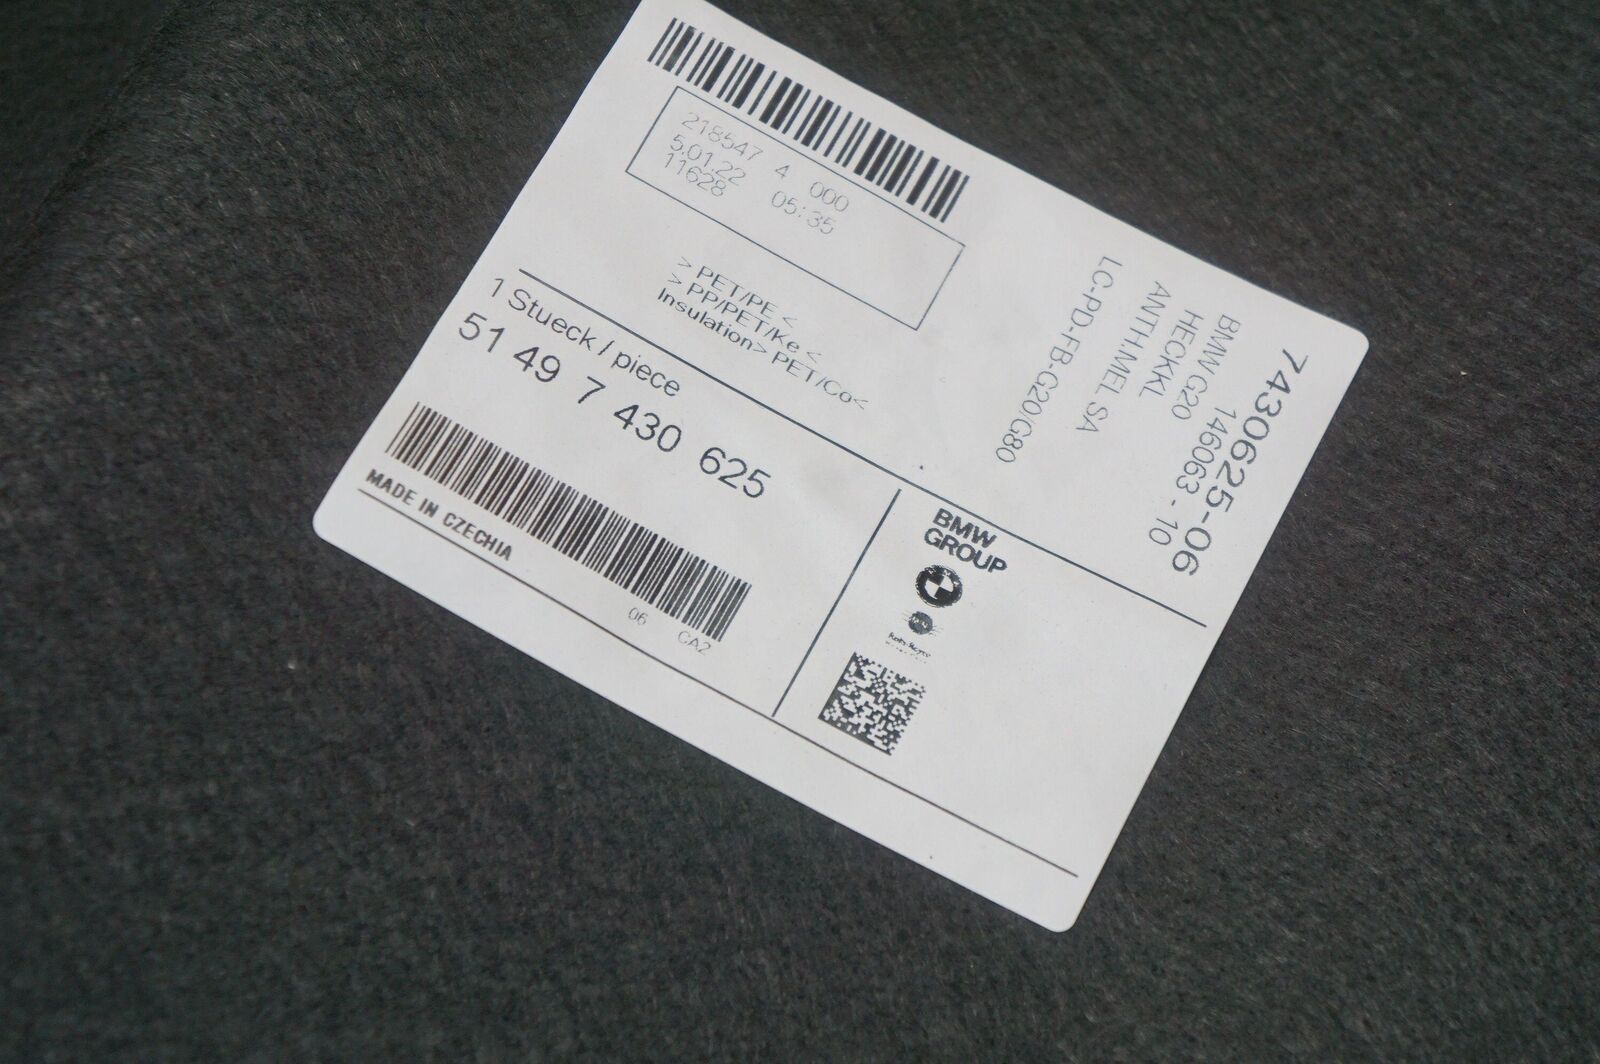 218547 4 000
5.01.22 05:35
11628
> PET/PE <
> PP/PET/Ke <
Insulation> PET/Co<
1 Stueck / piece
51 49 7 430 625
MADE IN CZECHIA
06 CA2
7430625-06
146063 - 10
BMW G20
HECKKL
ANTH.MEL SA
LC-PD-FB-G20/G80
BMW
GROUP